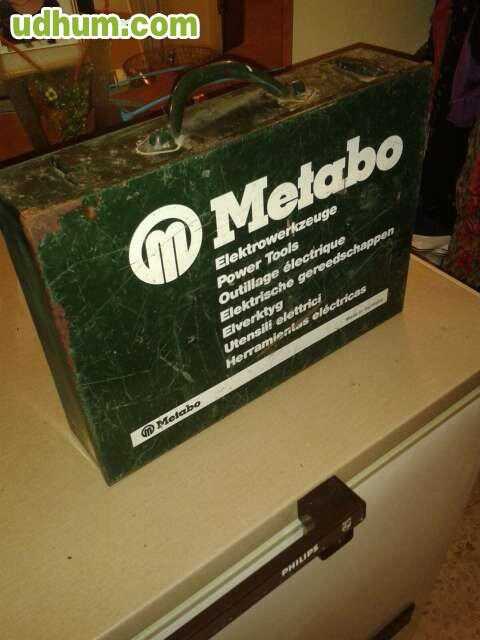 udhum.com
Metabo
Elektrowerkzeuge
Power Tools
Outillage électrique
Elektrische gereedschappen
Elverktyg
Utensili elettrici
Herramientas eléctricas
Metabo
PHILIPS